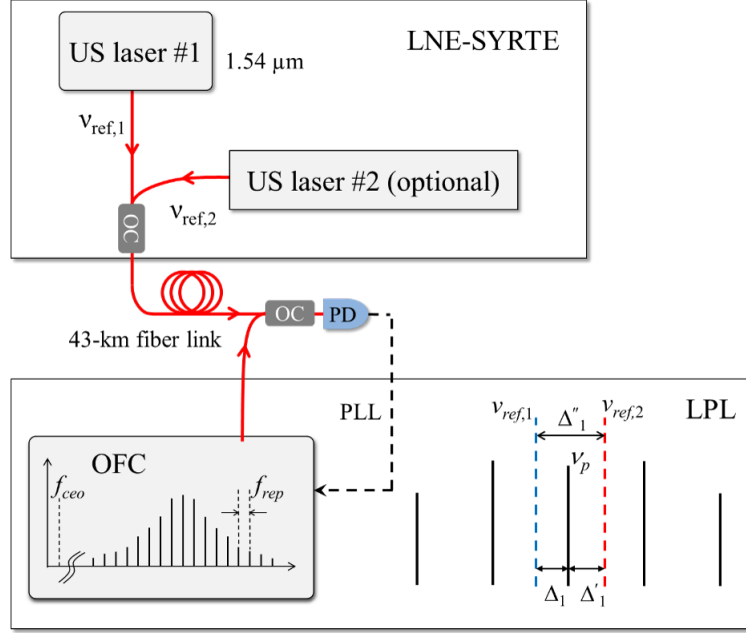 US laser #1
1.54 µm
LNE-SYRTE
ν_ref,1
US laser #2 (optional)
ν_ref,2
OC
OC
PD
43-km fiber link
PLL
LPL
ν_ref,1
Δ''_1
ν_ref,2
ν_p
Δ_1
Δ'_1
OFC
f_ceo
f_rep